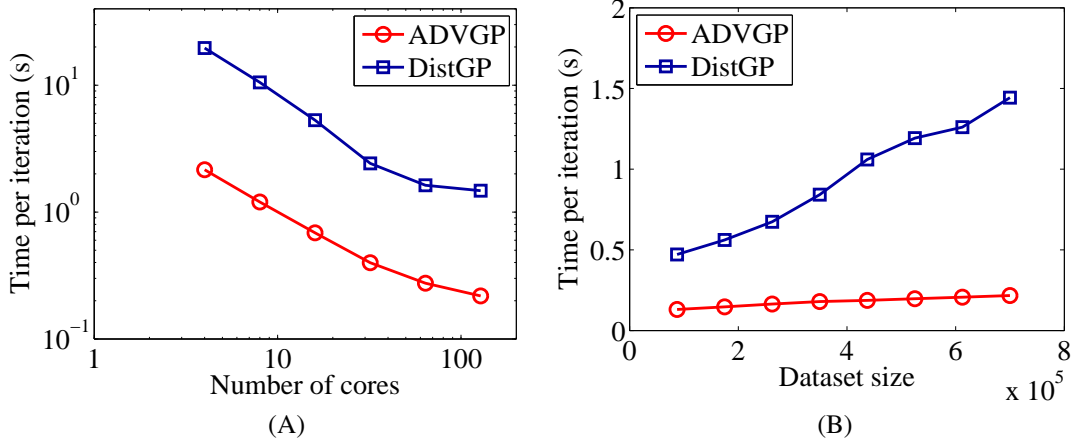 ADVGP
DistGP
Time per iteration (s)
10^1
10^0
10^-1
1
10
100
Number of cores
(A)
ADVGP
DistGP
Time per iteration (s)
2
1.5
1
0.5
0
0
2
4
6
8
x 10^5
Dataset size
(B)